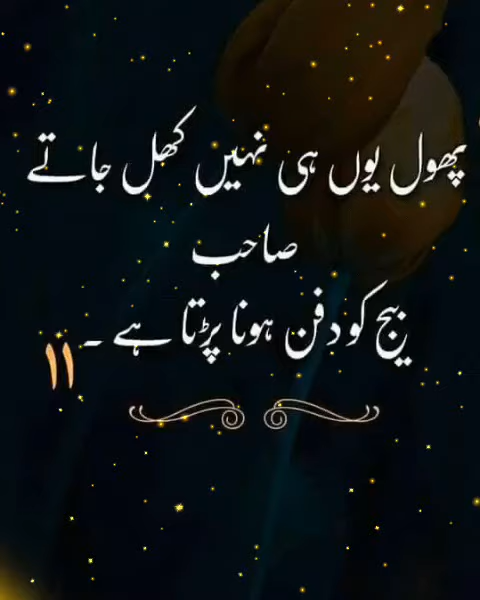 پھول یوں ہی نہیں کھل جاتے
صاحب
بیج کو دفن ہونا پڑتا ہے ۔
۱۱